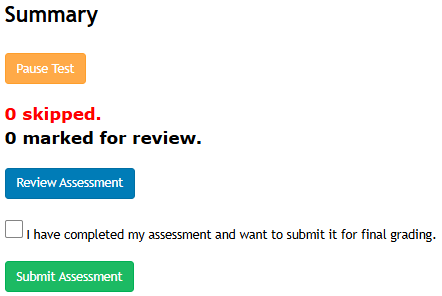 Summary
Pause Test
0 skipped.
0 marked for review.
Review Assessment
I have completed my assessment and want to submit it for final grading.
Submit Assessment